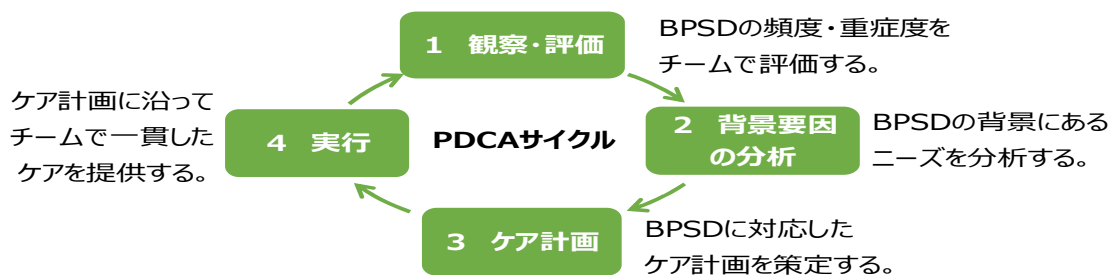 1 観察・評価
BPSDの頻度・重症度を
チームで評価する。
2 背景要因
の分析
BPSDの背景にある
ニーズを分析する。
3 ケア計画
BPSDに対応した
ケア計画を策定する。
4 実行
ケア計画に沿って
チームで一貫した
ケアを提供する。
PDCAサイクル